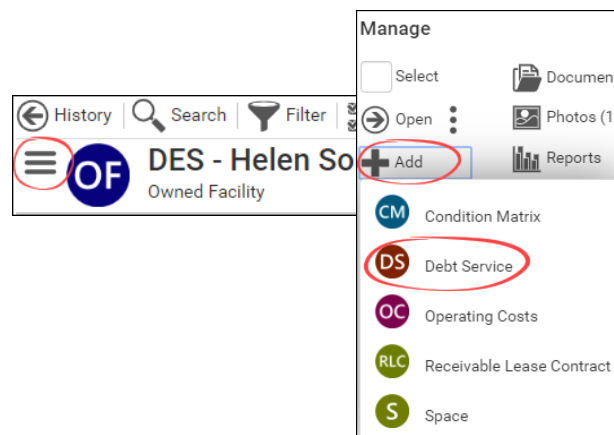 History Search Filter
OF DES - Helen So
Owned Facility
Manage
Select Documen
Open Photos (1
Add Reports
CM Condition Matrix
DS Debt Service
OC Operating Costs
RLC Receivable Lease Contract
S Space